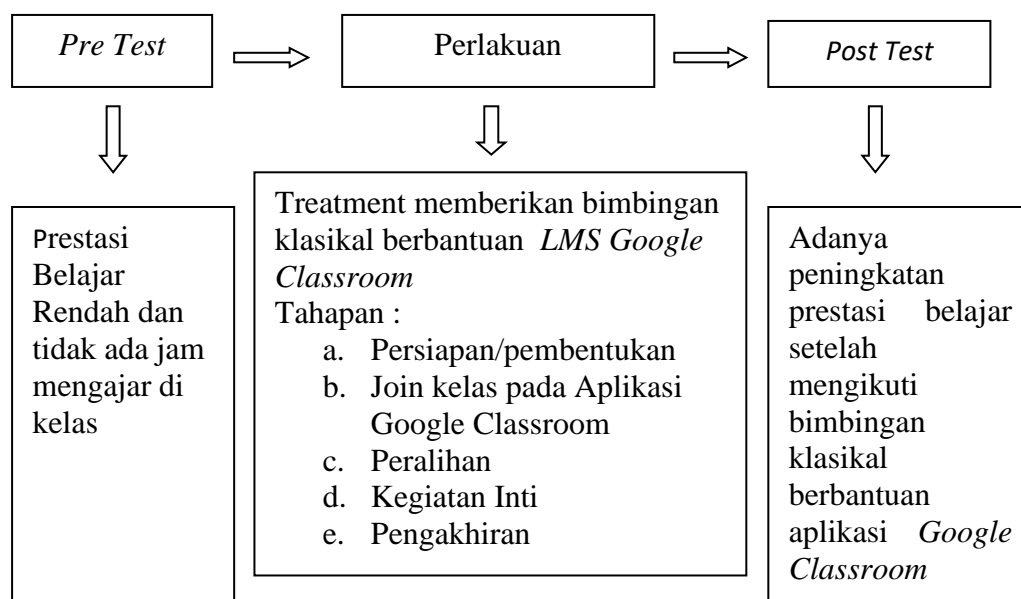 Pre Test
Perlakuan
Post Test
Prestasi
Belajar
Rendah dan
tidak ada jam
mengajar di
kelas
Treatment memberikan bimbingan
klasikal berbantuan LMS Google
Classroom
Tahapan :
a. Persiapan/pembentukan
b. Join kelas pada Aplikasi
Google Classroom
c. Peralihan
d. Kegiatan Inti
e. Pengakhiran
Adanya
peningkatan
prestasi belajar
setelah
mengikuti
bimbingan
klasikal
berbantuan
aplikasi Google
Classroom